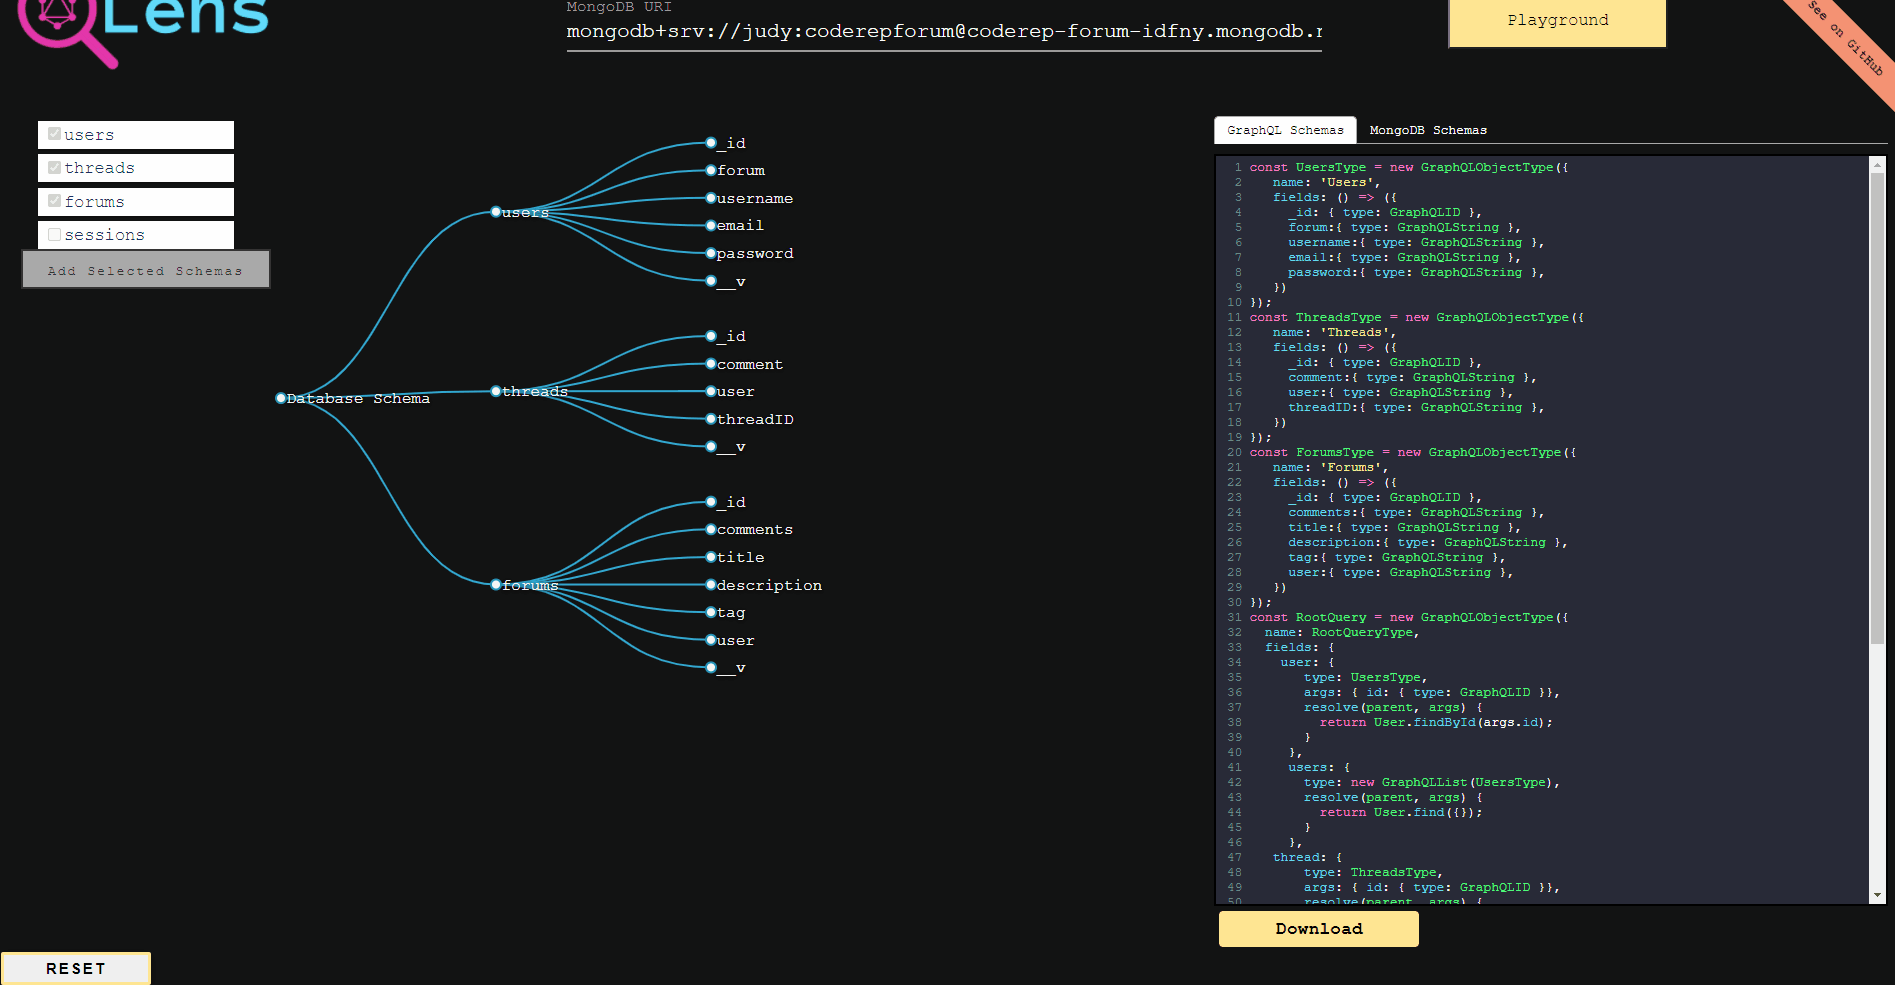 Lens
MongoDB URI
mongodb+srv://judy:coderepforum@coderep-forum-idfny.mongodb.r
Playground
See on GitHub
users
threads
forums
sessions
Add Selected Schemas
Database Schema
users
_id
forum
username
email
password
__v
threads
_id
comment
user
threadID
__v
forums
_id
comments
title
description
tag
user
__v
GraphQL Schemas
MongoDB Schemas
1 const UsersType = new GraphQLObjectType({
2 name: 'Users',
3 fields: () => ({
4 _id: { type: GraphQLID },
5 forum:{ type: GraphQLString },
6 username:{ type: GraphQLString },
7 email:{ type: GraphQLString },
8 password:{ type: GraphQLString },
9 })
10 });
11 const ThreadsType = new GraphQLObjectType({
12 name: 'Threads',
13 fields: () => ({
14 _id: { type: GraphQLID },
15 comment:{ type: GraphQLString },
16 user:{ type: GraphQLString },
17 threadID:{ type: GraphQLString },
18 })
19 });
20 const ForumsType = new GraphQLObjectType({
21 name: 'Forums',
22 fields: () => ({
23 _id: { type: GraphQLID },
24 comments:{ type: GraphQLString },
25 title:{ type: GraphQLString },
26 description:{ type: GraphQLString },
27 tag:{ type: GraphQLString },
28 user:{ type: GraphQLString },
29 })
30 });
31 const RootQuery = new GraphQLObjectType({
32 name: RootQueryType,
33 fields: {
34 user: {
35 type: UsersType,
36 args: { id: { type: GraphQLID }},
37 resolve(parent, args) {
38 return User.findById(args.id);
39 }
40 },
41 users: {
42 type: new GraphQLList(UsersType),
43 resolve(parent, args) {
44 return User.find({});
45 }
46 },
47 thread: {
48 type: ThreadsType,
49 args: { id: { type: GraphQLID }},
50 resolve(parent, args) {
Download
RESET